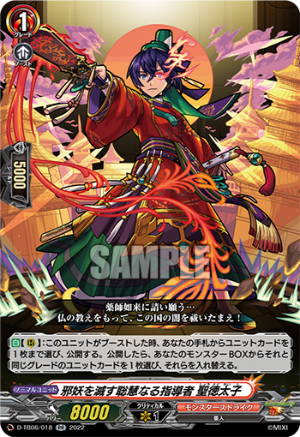 1
グレード
ブースト
5000
シールド
SAMPLE
薬師如来に請い願う…
仏の教えをもって、この国の闇を祓いたまえ!
【自】【R】:このユニットがブーストした時、あなたの手札からユニットカードを
1枚まで選び、公開する。公開したら、あなたのモンスターBOXからそれと
同じグレードのユニットカードを1枚選び、それらを入れ替える。
ノーマルユニット
邪妖を滅す聡慧なる指導者 聖徳太子
D-TB06/018 RR 2022
パワー
8000
クリティカル
1
モンスターストライク
亜人
©MIXI